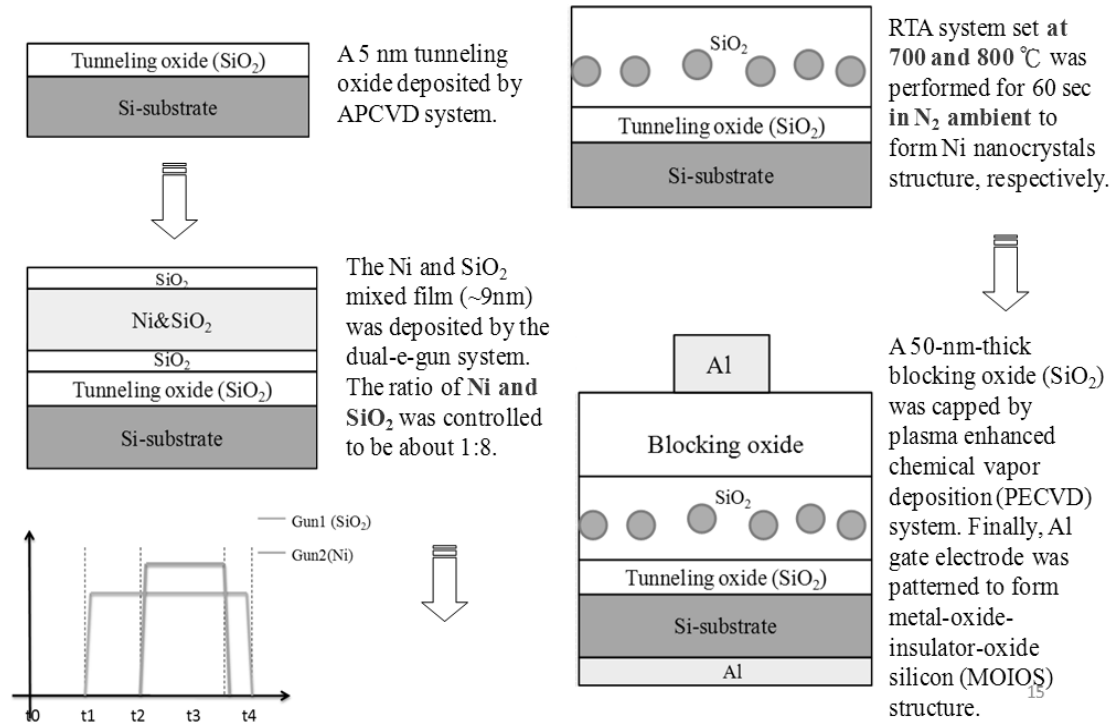 Tunneling oxide (SiO₂)
Si-substrate
A 5 nm tunneling
oxide deposited by
APCVD system.
SiO₂
Ni&SiO₂
SiO₂
Tunneling oxide (SiO₂)
Si-substrate
The Ni and SiO₂
mixed film (~9nm)
was deposited by the
dual-e-gun system.
The ratio of Ni and
SiO₂ was controlled
to be about 1:8.
Gun1 (SiO₂)
Gun2(Ni)
t0 t1 t2 t3 t4
SiO₂
Tunneling oxide (SiO₂)
Si-substrate
RTA system set at
700 and 800 ℃ was
performed for 60 sec
in N₂ ambient to
form Ni nanocrystals
structure, respectively.
Al
Blocking oxide
SiO₂
Tunneling oxide (SiO₂)
Si-substrate
Al
A 50-nm-thick
blocking oxide (SiO₂)
was capped by
plasma enhanced
chemical vapor
deposition (PECVD)
system. Finally, Al
gate electrode was
patterned to form
metal-oxide-
insulator-oxide
silicon (MOIOS)
structure.
15